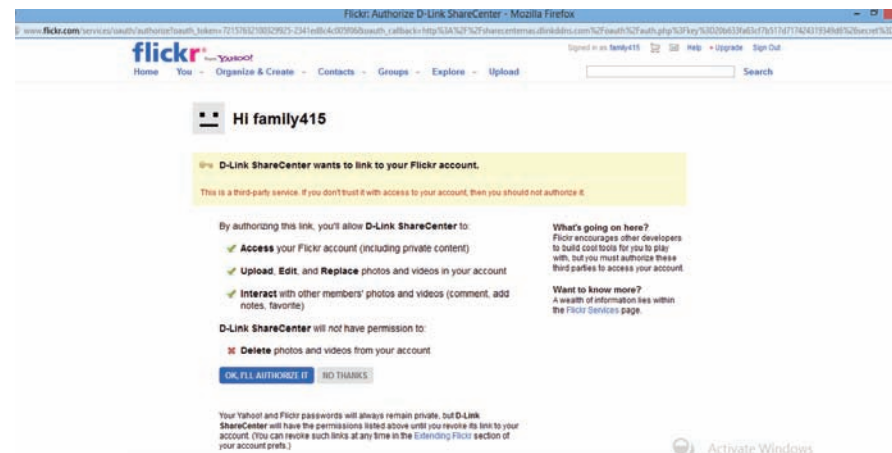 Flickr: Authorize D-Link ShareCenter - Mozilla Firefox
flickr from YAHOO!
Signed in as family415 Help Upgrade Sign Out
Home You Organize & Create Contacts Groups Explore Upload Search
Hi family415
D-Link ShareCenter wants to link to your Flickr account.
This is a third-party service. If you don't trust it with access to your account, then you should not authorize it.
By authorizing this link, you'll allow D-Link ShareCenter to:
Access your Flickr account (including private content)
Upload, Edit, and Replace photos and videos in your account
Interact with other members' photos and videos (comment, add
notes, favorite)
D-Link ShareCenter will not have permission to:
Delete photos and videos from your account
OK, I'LL AUTHORIZE IT NO THANKS
Your Yahoo! and Flickr passwords will always remain private, but D-Link
ShareCenter will have the permissions listed above until you revoke its link to your
account. (You can revoke such links at any time in the Extending Flickr section of
your account prefs.)
What's going on here?
Flickr encourages other developers
to build cool tools for you to play
with, but you must authorize these
third parties to access your account.
Want to know more?
A wealth of information lies within
the Flickr Services page.
Activate Windows